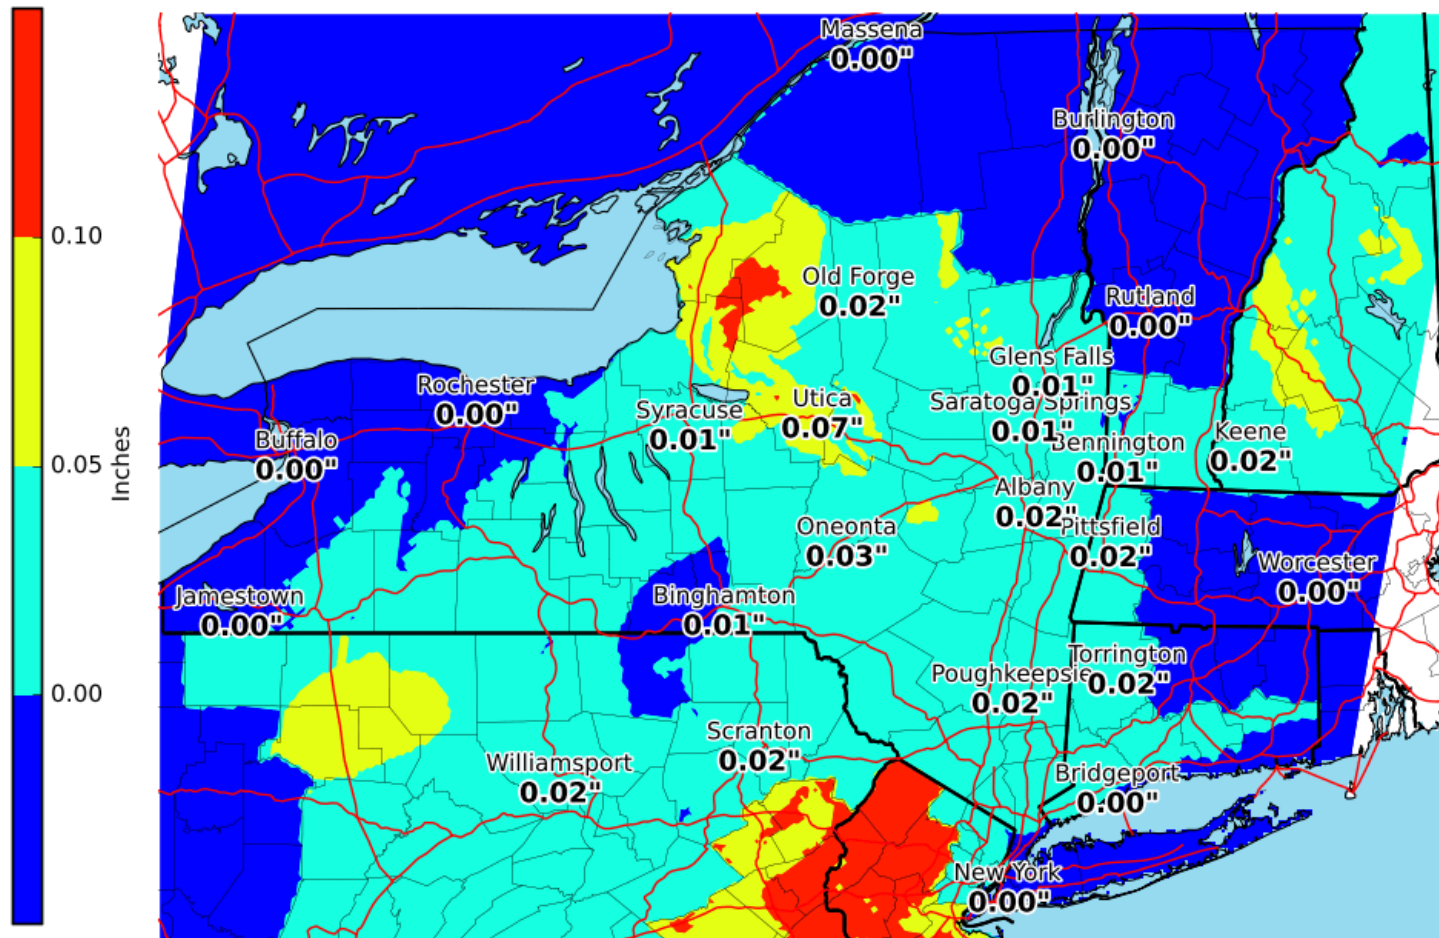 Massena
0.00"
Burlington
0.00"
0.10
Old Forge
0.02"
Rutland
0.00"
Glens Falls
0.01"
Rochester
0.00"
Utica
0.07"
Saratoga Springs
0.01"
Syracuse
0.01"
Buffalo
0.00"
Bennington
0.01"
Keene
0.02"
0.05
Inches
Albany
0.02"
Oneonta
0.03"
Pittsfield
0.02"
Worcester
0.00"
Jamestown
0.00"
Binghamton
0.01"
Poughkeepsie
0.02"
Torrington
0.02"
0.00
Scranton
0.02"
Williamsport
0.02"
Bridgeport
0.00"
New York
0.00"